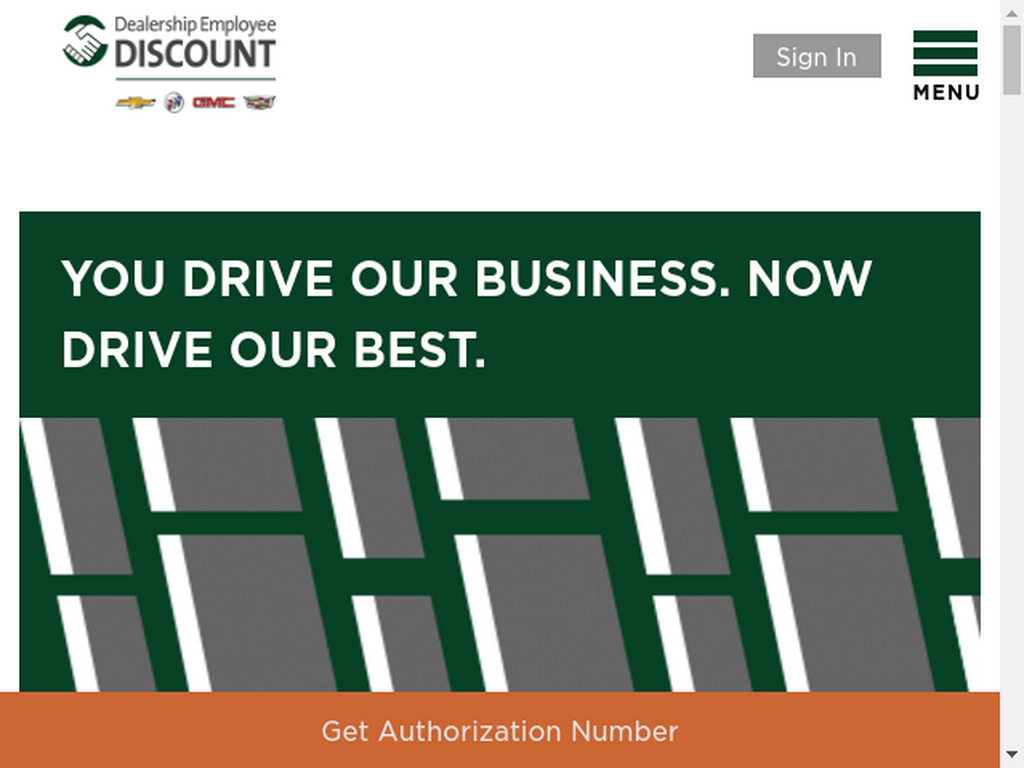 Dealership Employee
DISCOUNT
GMC
Sign In
MENU
YOU DRIVE OUR BUSINESS. NOW
DRIVE OUR BEST.
Get Authorization Number